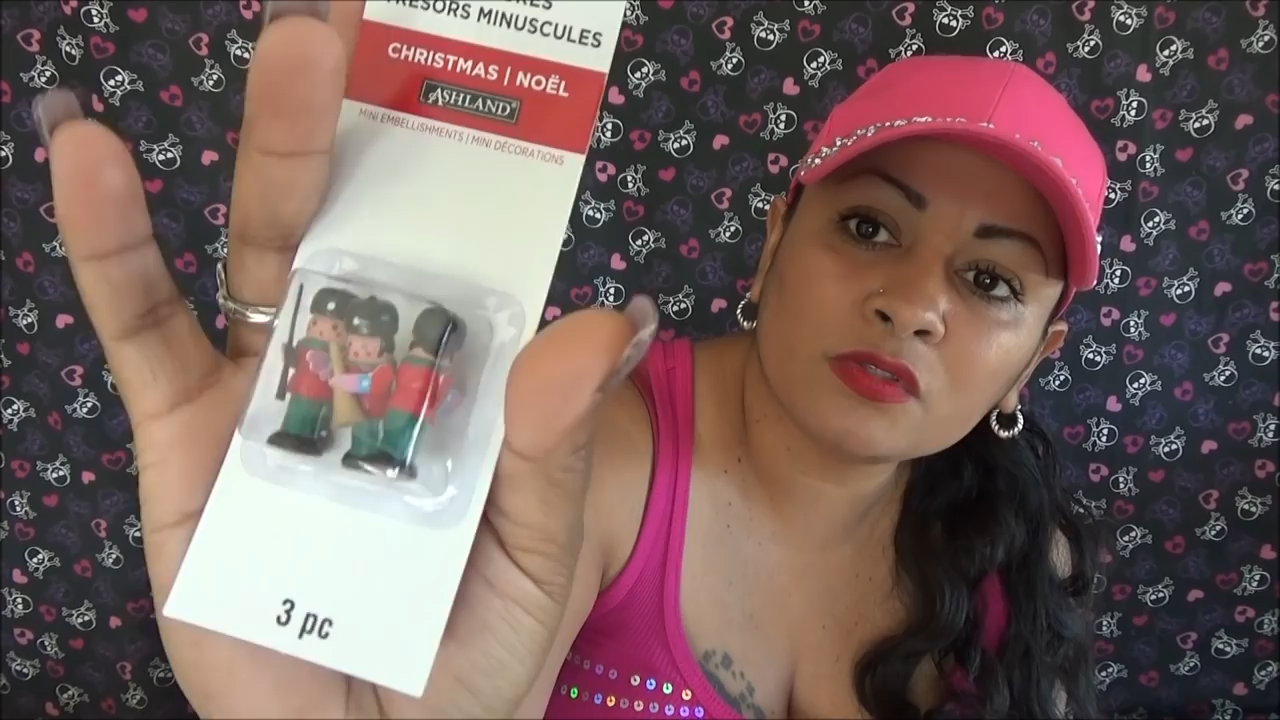 TRÉSORS MINUSCULES
CHRISTMAS | NOËL
ASHLAND®
MINI EMBELLISHMENTS | MINI DÉCORATIONS
3 pc